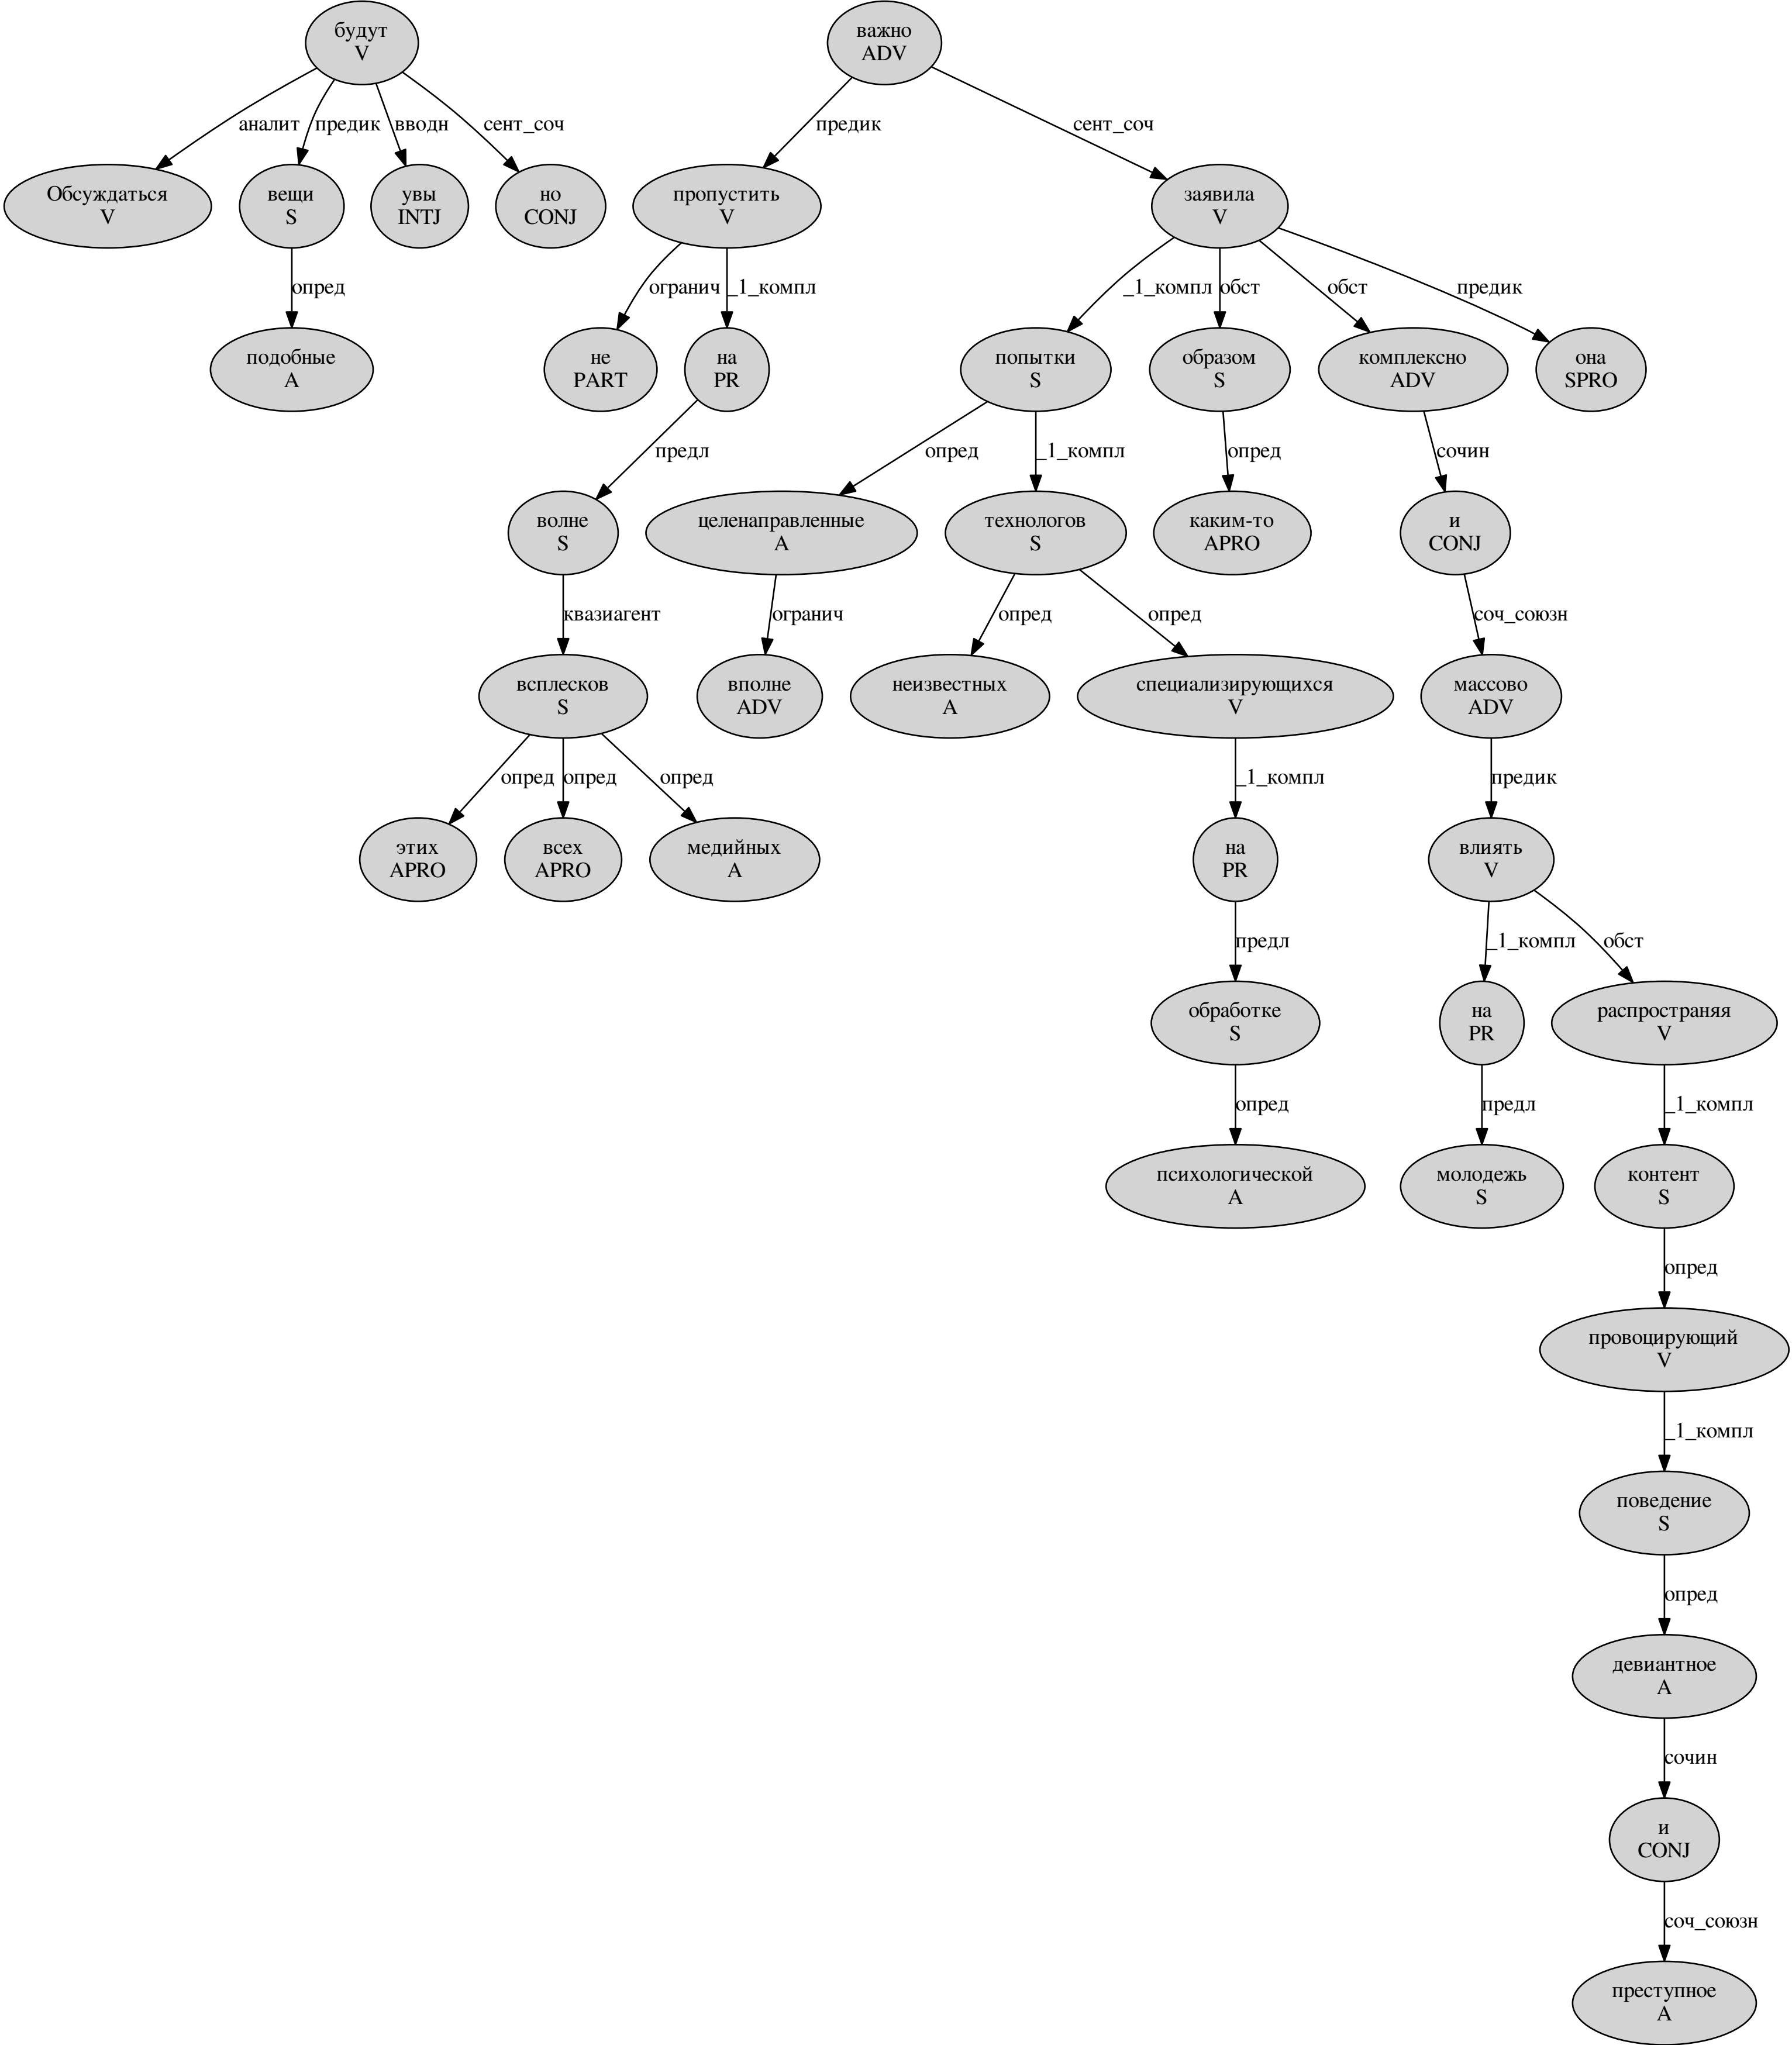 будут
V
важно
ADV
аналит
предик
вводн
сент_соч
предик
сент_соч
Обсуждаться
V
вещи
S
увы
INTJ
но
CONJ
пропустить
V
заявила
V
опред
огранич
_1_компл
_1_компл
обст
обст
предик
подобные
A
не
PART
на
PR
попытки
S
образом
S
комплексно
ADV
она
SPRO
предл
опред
_1_компл
опред
сочин
волне
S
целенаправленные
A
технологов
S
каким-то
APRO
и
CONJ
квазиагент
огранич
опред
опред
соч_союзн
всплесков
S
вполне
ADV
неизвестных
A
специализирующихся
V
массово
ADV
опред
опред
опред
_1_компл
предик
этих
APRO
всех
APRO
медийных
A
на
PR
влиять
V
предл
_1_компл
обст
обработке
S
на
PR
распространяя
V
опред
предл
_1_компл
психологической
A
молодежь
S
контент
S
опред
провоцирующий
V
_1_компл
поведение
S
опред
девиантное
A
сочин
и
CONJ
соч_союзн
преступное
A